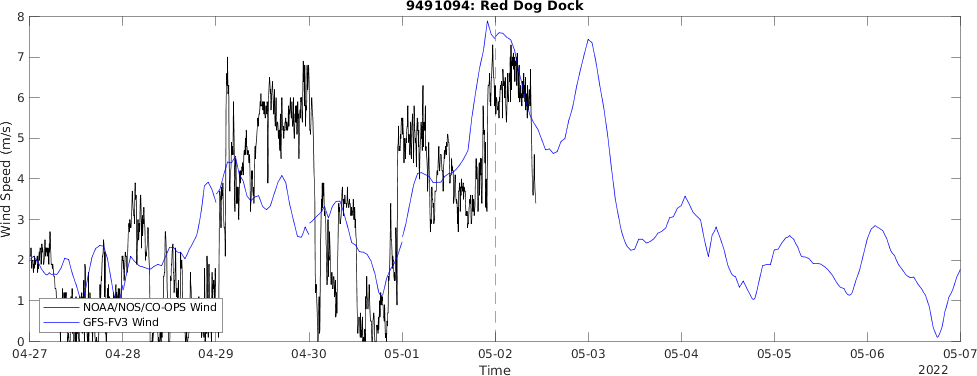 9491094: Red Dog Dock
Wind Speed (m/s)
8
7
6
5
4
3
2
1
0
NOAA/NOS/CO-OPS Wind
GFS-FV3 Wind
04-27 04-28 04-29 04-30 05-01 05-02 05-03 05-04 05-05 05-06 05-07
Time
2022